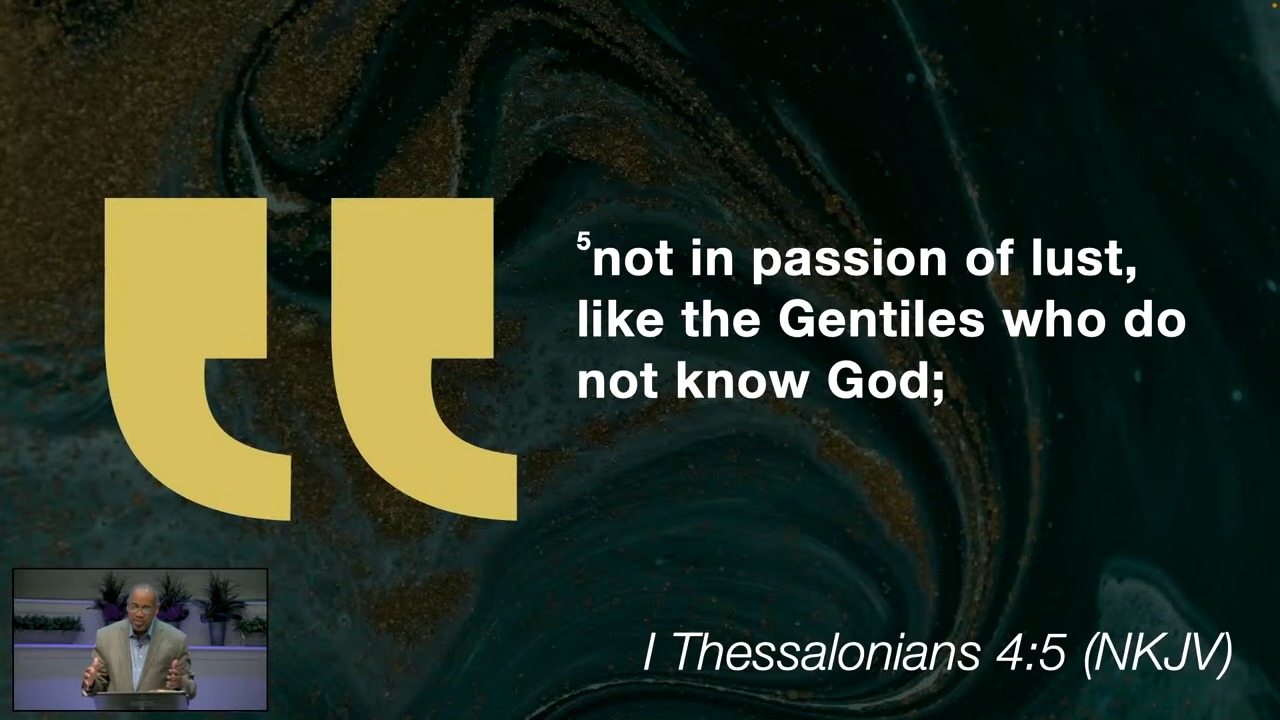 ⁵not in passion of lust,
like the Gentiles who do
not know God;
I Thessalonians 4:5 (NKJV)